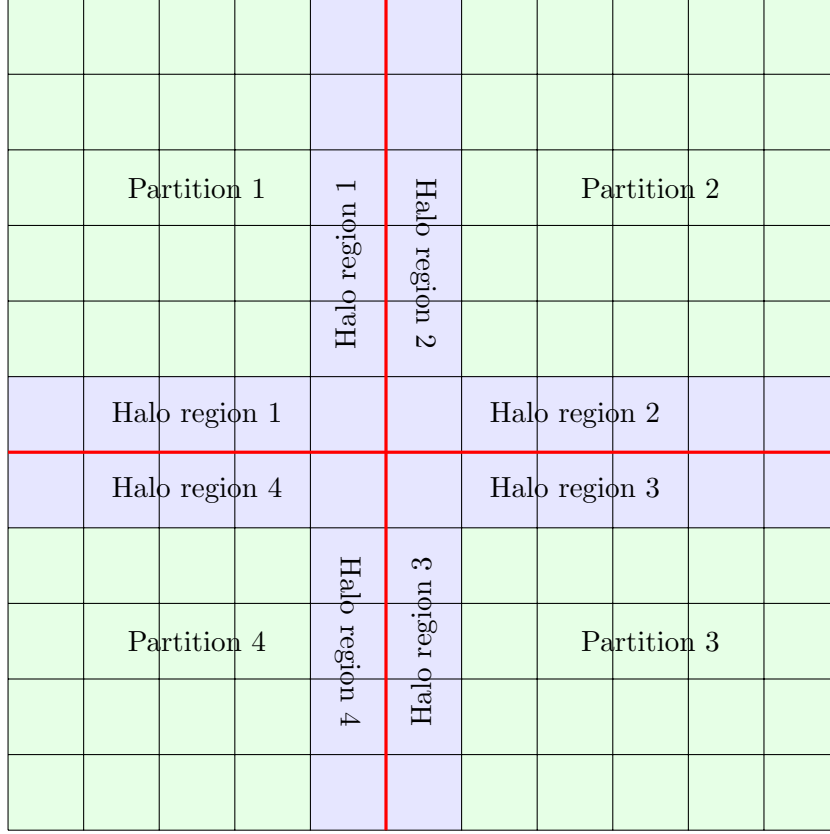 Partition 1
Halo region 1
Halo region 2
Partition 2
Halo region 1
Halo region 2
Halo region 4
Halo region 3
Partition 4
Halo region 4
Halo region 3
Partition 3